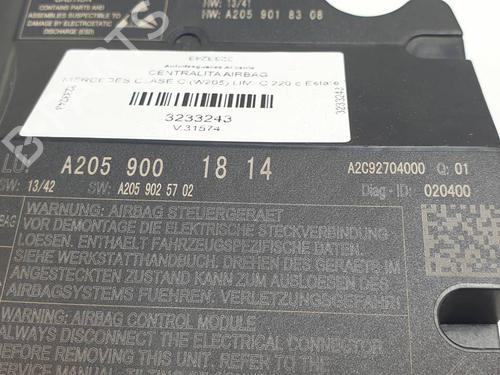 CAUTION
CONTAINS PARTS AND
ASSEMBLIES SUSCEPTIBLE TO
DAMAGE BY ELECTROSTATIC
DISCHARGE (ESD)
HW: 13/41
HW: A205 901 83 08
3233243
Autodesguaces Alicante
CENTRALITA AIRBAG
MERCEDES CLASE C (W205) LIM. C 220 d Estate
3233243
V.31574
3233243
3233243
LU: A205 900 18 14
A2C92704000 Q: 01
SW: 13/42 SW: A205 902 57 02
Diag-ID: 020400
WARNUNG: AIRBAG STEUERGERAET
VOR DEMONTAGE DIE ELEKTRISCHE STECKVERBINDUNG
LOESEN. ENTHAELT FAHRZEUGSPEZIFISCHE DATEN.
SIEHE WERKSTATTHANDBUCH. DREHEN DES GERAETS IM
ANGESTECKTEN ZUSTAND KANN ZUM AUSLOESEN DES
AIRBAGSYSTEMS FUEHREN: VERLETZUNGSGEFAHR!
WARNING: AIRBAG CONTROL MODULE
ALWAYS DISCONNECT THE ELECTRICAL CONNECTOR
BEFORE REMOVING THIS UNIT. REFER TO THE